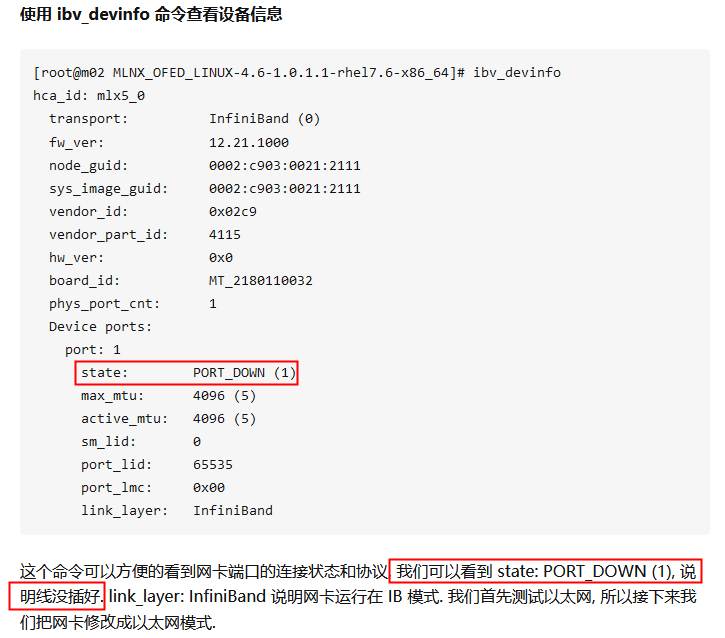 使用 ibv_devinfo 命令查看设备信息
[root@m02 MLNX_OFED_LINUX-4.6-1.0.1.1-rhel7.6-x86_64]# ibv_devinfo
hca_id: mlx5_0
transport: InfiniBand (0)
fw_ver: 12.21.1000
node_guid: 0002:c903:0021:2111
sys_image_guid: 0002:c903:0021:2111
vendor_id: 0x02c9
vendor_part_id: 4115
hw_ver: 0x0
board_id: MT_2180110032
phys_port_cnt: 1
Device ports:
port: 1
state: PORT_DOWN (1)
max_mtu: 4096 (5)
active_mtu: 4096 (5)
sm_lid: 0
port_lid: 65535
port_lmc: 0x00
link_layer: InfiniBand
这个命令可以方便的看到网卡端口的连接状态和协议. 我们可以看到 state: PORT_DOWN (1), 说
明线没插好. link_layer: InfiniBand 说明网卡运行在 IB 模式. 我们首先测试以太网, 所以接下来我
们把网卡修改成以太网模式.